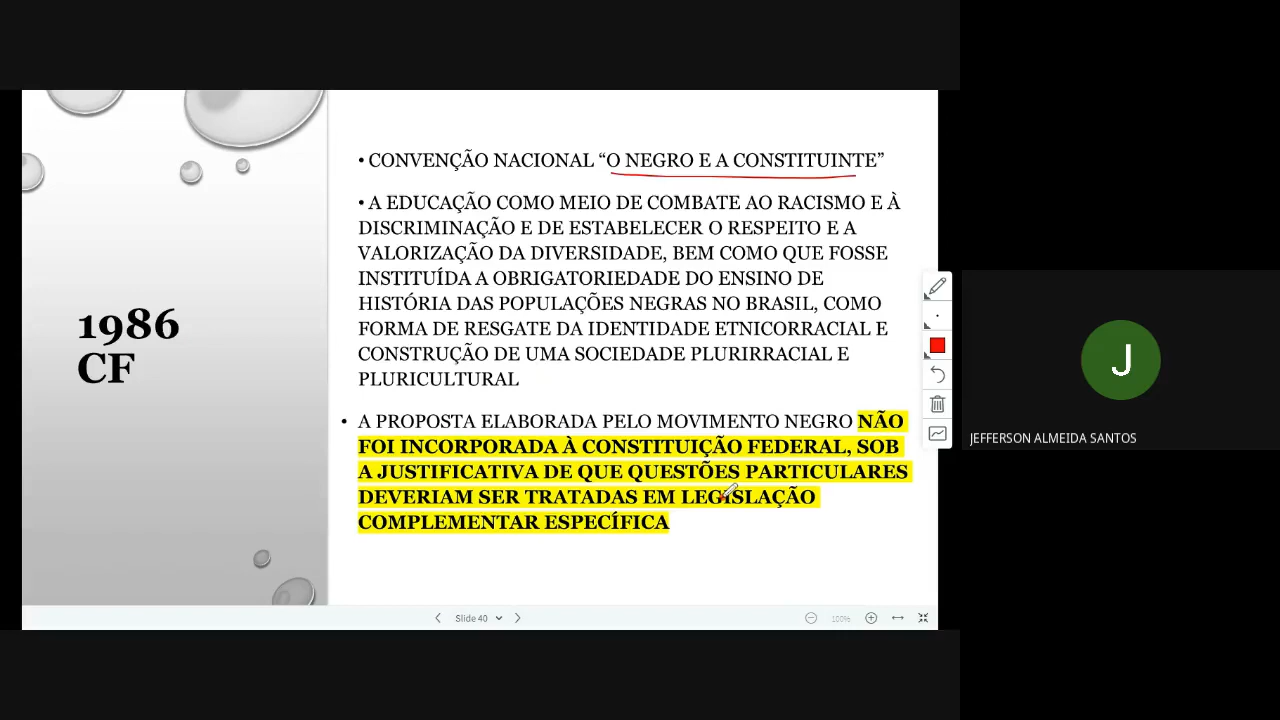 1986
CF
• CONVENÇÃO NACIONAL “O NEGRO E A CONSTITUINTE”
• A EDUCAÇÃO COMO MEIO DE COMBATE AO RACISMO E À
DISCRIMINAÇÃO E DE ESTABELECER O RESPEITO E A
VALORIZAÇÃO DA DIVERSIDADE, BEM COMO QUE FOSSE
INSTITUÍDA A OBRIGATORIEDADE DO ENSINO DE
HISTÓRIA DAS POPULAÇÕES NEGRAS NO BRASIL, COMO
FORMA DE RESGATE DA IDENTIDADE ETNICORRACIAL E
CONSTRUÇÃO DE UMA SOCIEDADE PLURIRRACIAL E
PLURICULTURAL
• A PROPOSTA ELABORADA PELO MOVIMENTO NEGRO NÃO
FOI INCORPORADA À CONSTITUIÇÃO FEDERAL, SOB
A JUSTIFICATIVA DE QUE QUESTÕES PARTICULARES
DEVERIAM SER TRATADAS EM LEGISLAÇÃO
COMPLEMENTAR ESPECÍFICA
Slide 40
100%
J
JEFFERSON ALMEIDA SANTOS